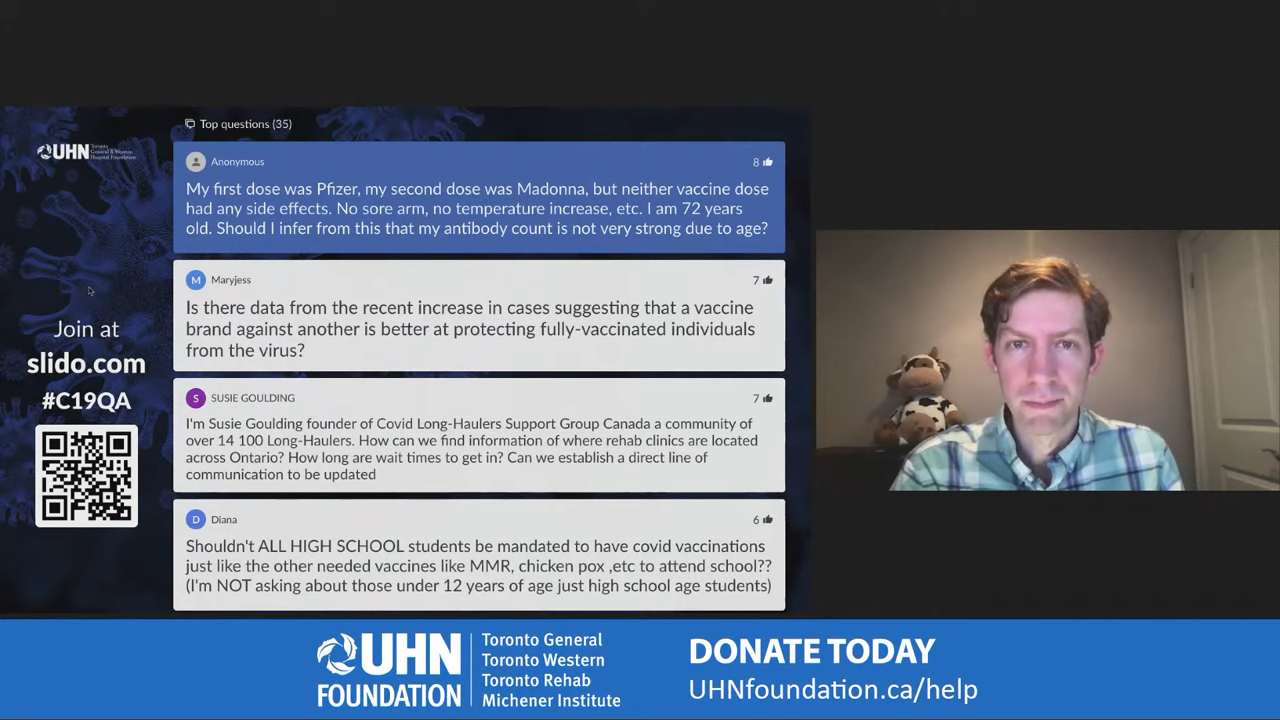 Top questions (35)
UHN
Toronto
General & Western
Hospital Foundation
Anonymous
8
My first dose was Pfizer, my second dose was Madonna, but neither vaccine dose
had any side effects. No sore arm, no temperature increase, etc. I am 72 years
old. Should I infer from this that my antibody count is not very strong due to age?
M
Maryjess
7
Is there data from the recent increase in cases suggesting that a vaccine
brand against another is better at protecting fully-vaccinated individuals
from the virus?
Join at
slido.com
#C19QA
S
SUSIE GOULDING
7
I'm Susie Goulding founder of Covid Long-Haulers Support Group Canada a community of
over 14 100 Long-Haulers. How can we find information of where rehab clinics are located
across Ontario? How long are wait times to get in? Can we establish a direct line of
communication to be updated
D
Diana
6
Shouldn't ALL HIGH SCHOOL students be mandated to have covid vaccinations
just like the other needed vaccines like MMR, chicken pox ,etc to attend school??
(I'm NOT asking about those under 12 years of age just high school age students)
UHN
FOUNDATION
Toronto General
Toronto Western
Toronto Rehab
Michener Institute
DONATE TODAY
UHNfoundation.ca/help